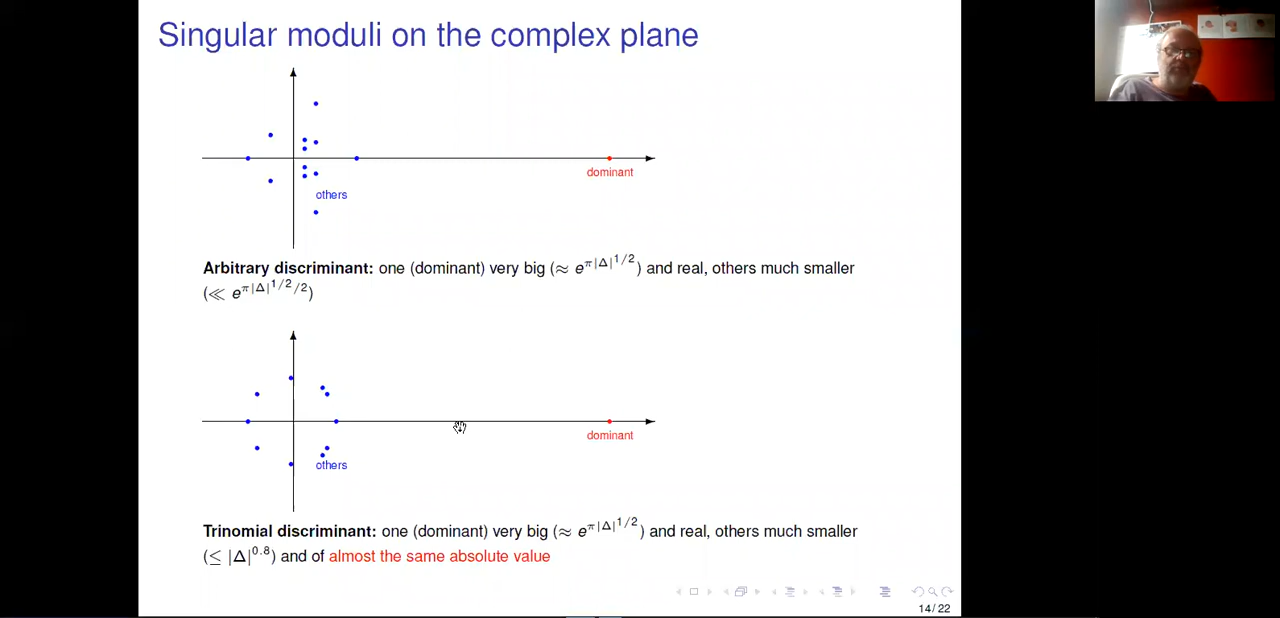 Singular moduli on the complex plane
dominant
others
Arbitrary discriminant: one (dominant) very big (≈ e^{π|Δ|^{1/2}}) and real, others much smaller
(≪ e^{π|Δ|^{1/2}/2})
dominant
others
Trinomial discriminant: one (dominant) very big (≈ e^{π|Δ|^{1/2}}) and real, others much smaller
(≤ |Δ|^{0.8}) and of almost the same absolute value
14/22